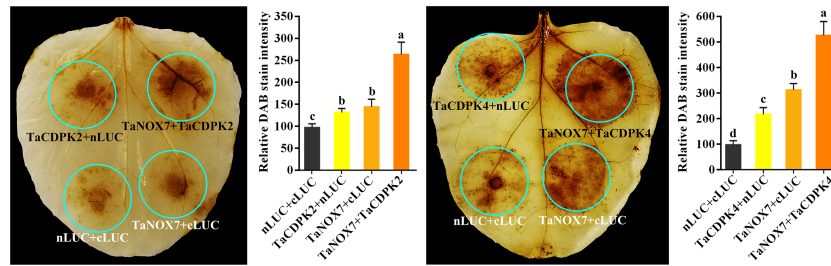 TaCDPK2+nLUC
TaNOX7+TaCDPK2
nLUC+cLUC
TaNOX7+cLUC
Relative DAB stain intensity
350
300
250
200
150
100
50
0
c
b
b
a
nLUC+cLUC
TaCDPK2+nLUC
TaNOX7+cLUC
TaNOX7+TaCDPK2
TaCDPK4+nLUC
TaNOX7+TaCDPK4
nLUC+cLUC
TaNOX7+cLUC
Relative DAB stain intensity
600
500
400
300
200
100
0
d
c
b
a
nLUC+cLUC
TaCDPK4+nLUC
TaNOX7+cLUC
TaNOX7+TaCDPK4